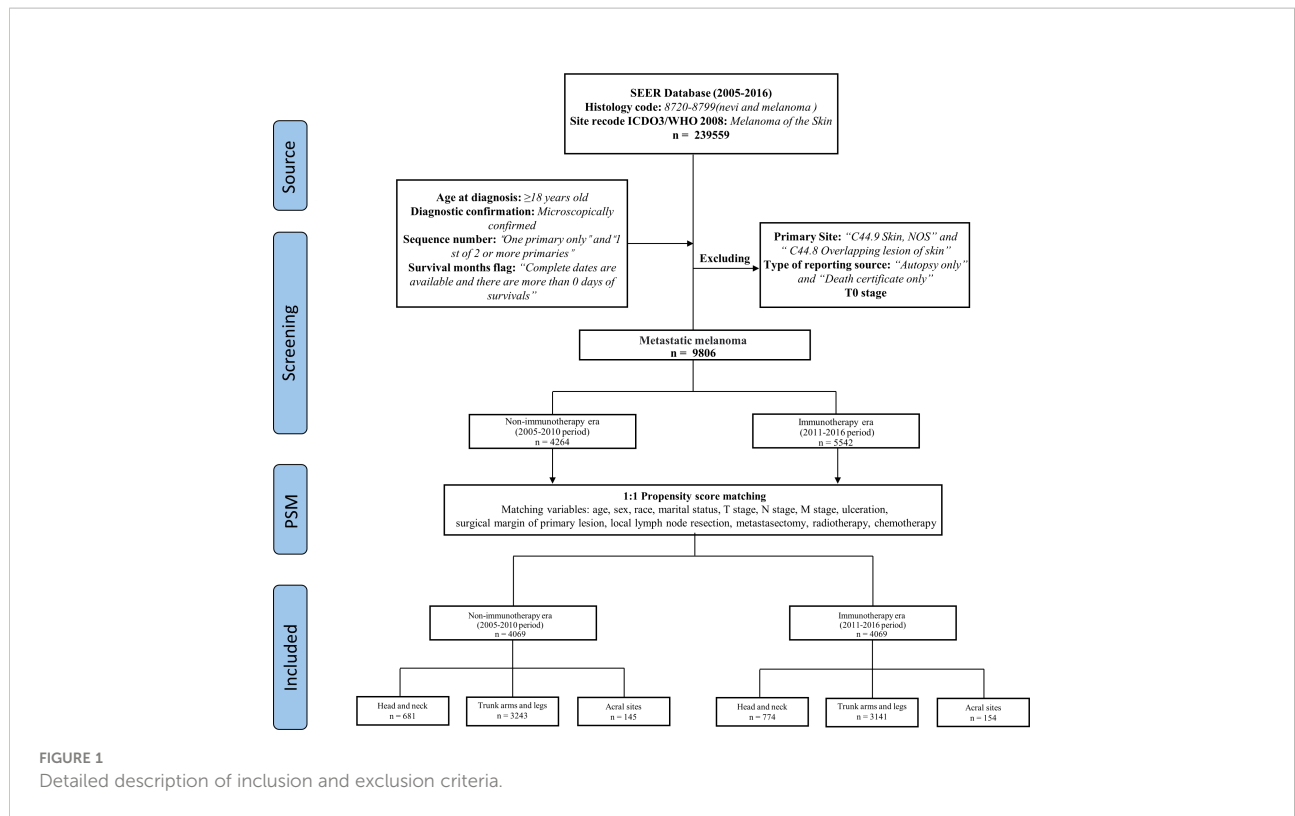 SEER Database (2005-2016)
Histology code: 8720-8799(nevi and melanoma )
Site recode ICDO3/WHO 2008: Melanoma of the Skin
n = 239559
Source
Age at diagnosis: ≥18 years old
Diagnostic confirmation: Microscopically
confirmed
Sequence number: "One primary only" and "1
st of 2 or more primaries"
Survival months flag: "Complete dates are
available and there are more than 0 days of
survivals"
Excluding
Primary Site: "C44.9 Skin, NOS" and
" C44.8 Overlapping lesion of skin"
Type of reporting source: "Autopsy only"
and "Death certificate only"
T0 stage
Screening
Metastatic melanoma
n = 9806
Non-immunotherapy era
(2005-2010 period)
n = 4264
Immunotherapy era
(2011-2016 period)
n = 5542
PSM
1:1 Propensity score matching
Matching variables: age, sex, race, marital status, T stage, N stage, M stage, ulceration,
surgical margin of primary lesion, local lymph node resection, metastasectomy, radiotherapy, chemotherapy
Included
Non-immunotherapy era
(2005-2010 period)
n = 4069
Immunotherapy era
(2011-2016 period)
n = 4069
Head and neck
n = 681
Trunk arms and legs
n = 3243
Acral sites
n = 145
Head and neck
n = 774
Trunk arms and legs
n = 3141
Acral sites
n = 154
FIGURE 1
Detailed description of inclusion and exclusion criteria.